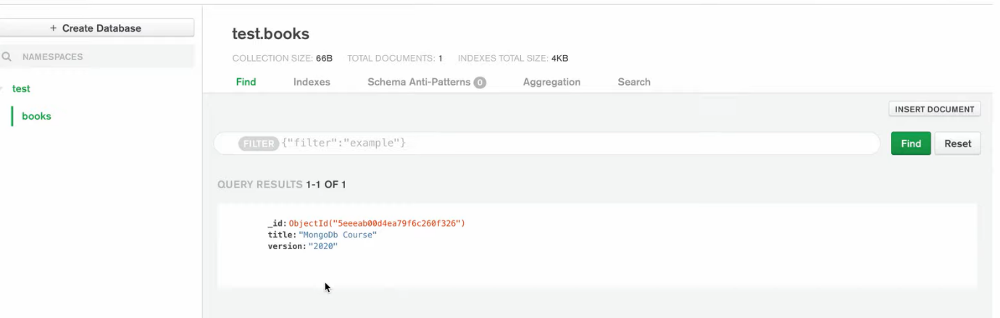 + Create Database
NAMESPACES
test
books
test.books
COLLECTION SIZE: 66B TOTAL DOCUMENTS: 1 INDEXES TOTAL SIZE: 4KB
Find Indexes Schema Anti-Patterns 0 Aggregation Search
INSERT DOCUMENT
FILTER {"filter":"example"} Find Reset
QUERY RESULTS 1-1 OF 1
_id: ObjectId("5eeeab00d4ea79f6c260f326")
title: "MongoDb Course"
version: "2020"